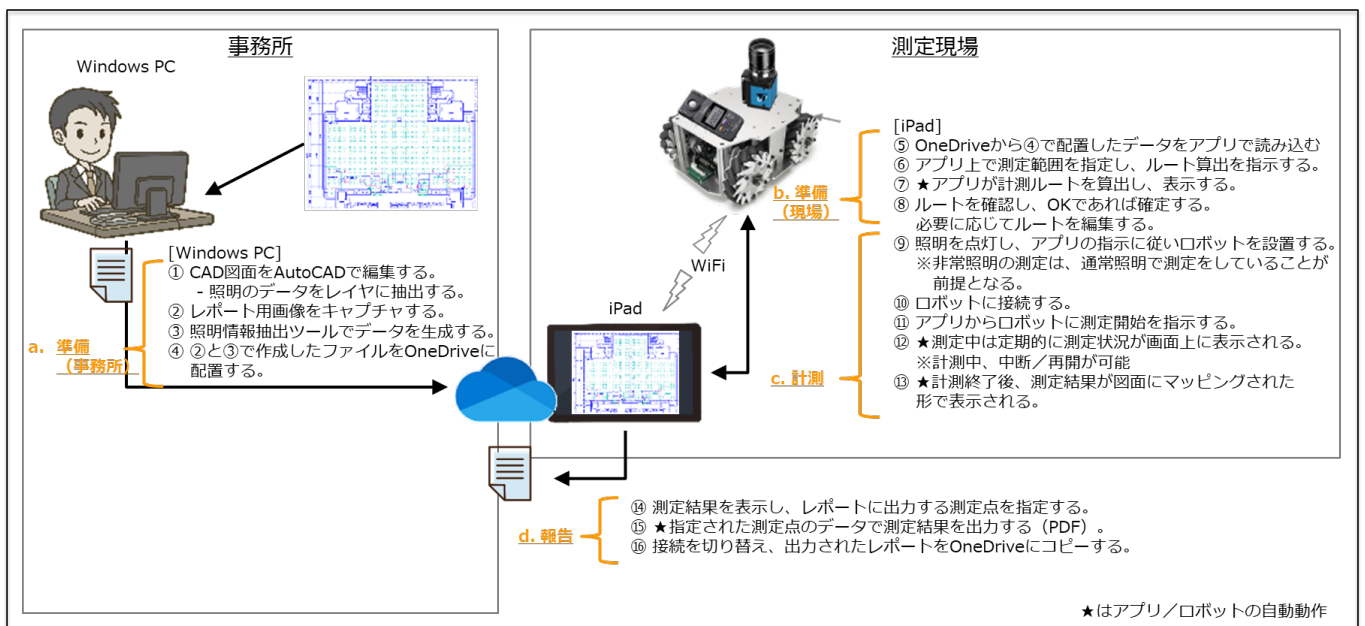 事務所
Windows PC
[Windows PC]
① CAD図面をAutoCADで編集する。
- 照明のデータをレイヤに抽出する。
② レポート用画像をキャプチャする。
③ 照明情報抽出ツールでデータを生成する。
④ ②と③で作成したファイルをOneDriveに
配置する。
a. 準備
（事務所）
測定現場
WiFi
iPad
b. 準備
（現場）
[iPad]
⑤ OneDriveから④で配置したデータをアプリで読み込む
⑥ アプリ上で測定範囲を指定し、ルート算出を指示する。
⑦ ★アプリが計測ルートを算出し、表示する。
⑧ ルートを確認し、OKであれば確定する。
必要に応じてルートを編集する。
c. 計測
⑨ 照明を点灯し、アプリの指示に従いロボットを設置する。
※非常照明の測定は、通常照明で測定をしていることが
前提となる。
⑩ ロボットに接続する。
⑪ アプリからロボットに測定開始を指示する。
⑫ ★測定中は定期的に測定状況が画面上に表示される。
※計測中、中断／再開が可能
⑬ ★計測終了後、測定結果が図面にマッピングされた
形で表示される。
d. 報告
⑭ 測定結果を表示し、レポートに出力する測定点を指定する。
⑮ ★指定された測定点のデータで測定結果を出力する（PDF）。
⑯ 接続を切り替え、出力されたレポートをOneDriveにコピーする。
★はアプリ／ロボットの自動動作